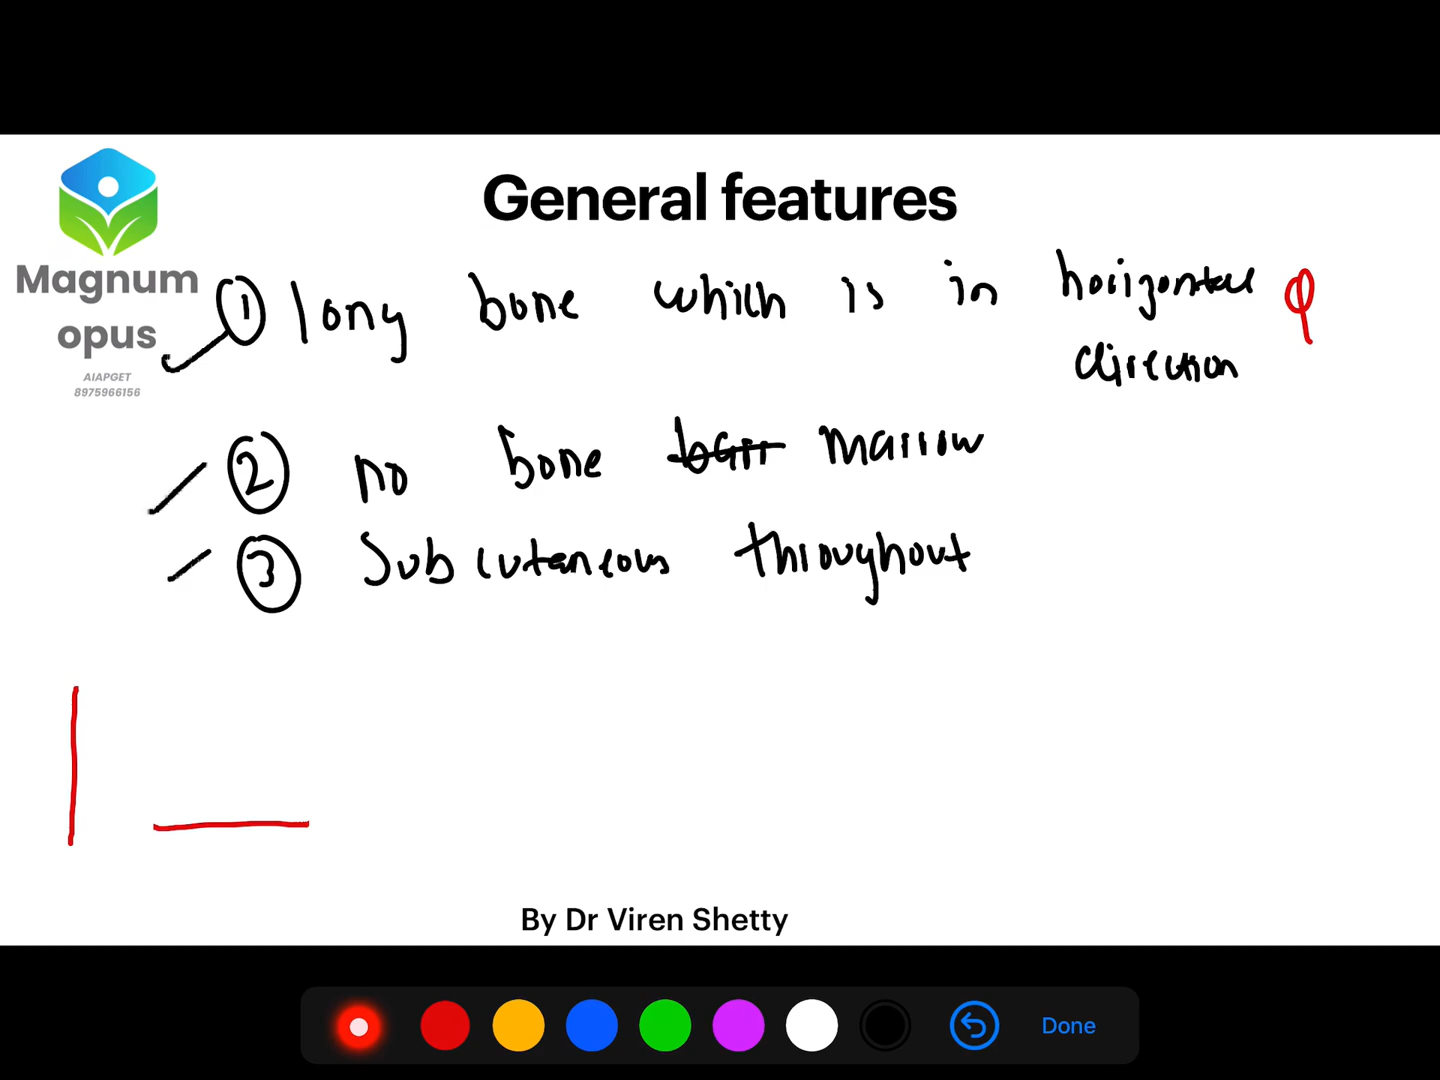 General features
Magnum
opus
AIAPGET
8975966156
① long bone which is in horizontal
direction
② no bone barr marrow
③ Subcutaneous throughout
By Dr Viren Shetty
Done